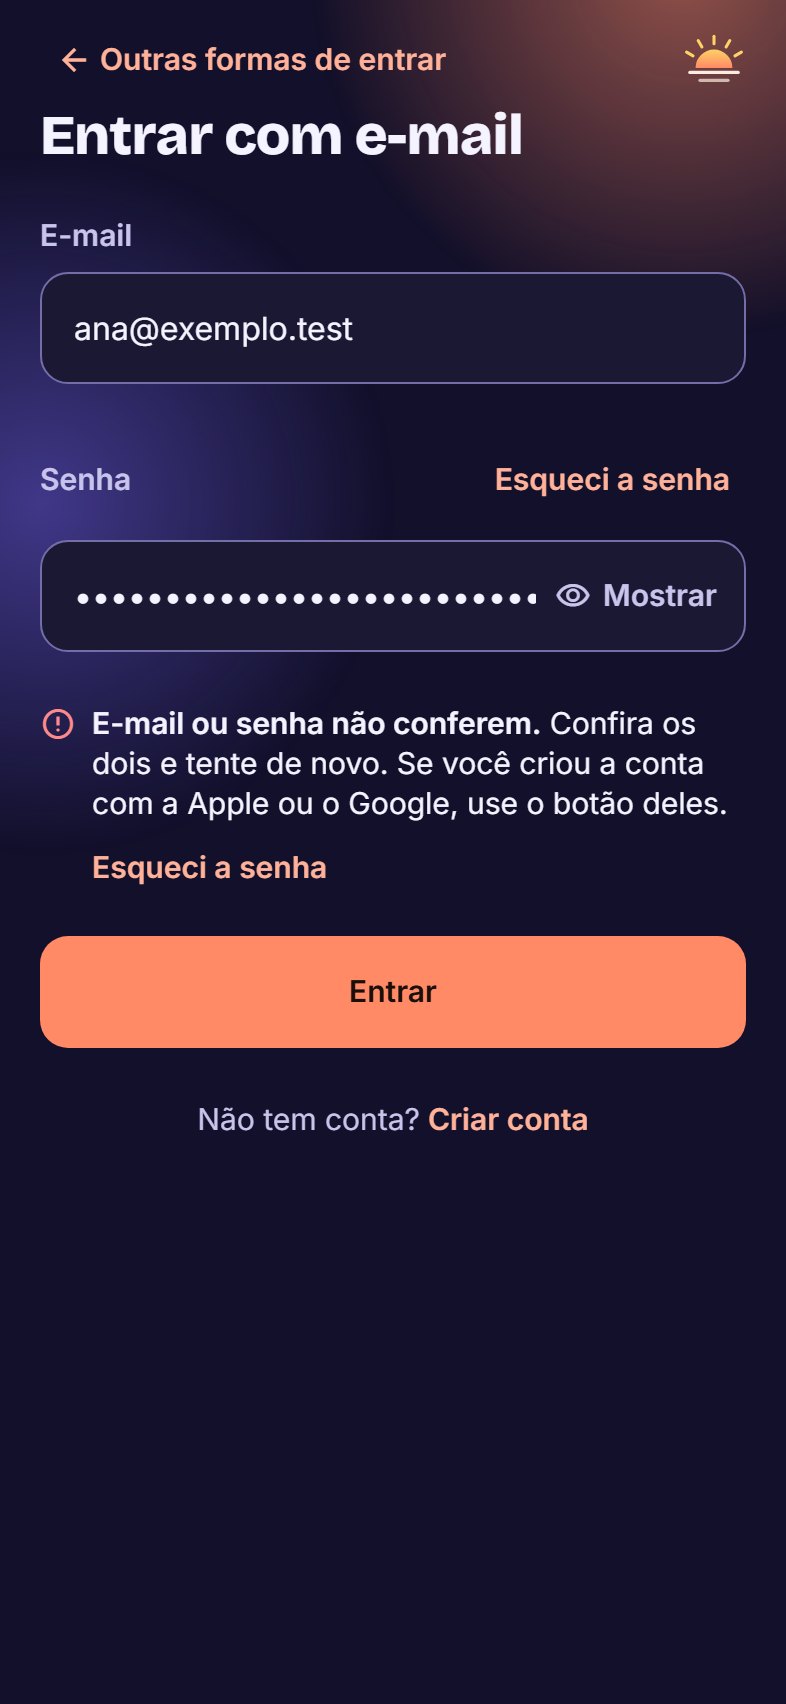 Outras formas de entrar
Entrar com e-mail
E-mail
ana@exemplo.test
Senha
Esqueci a senha
••••••••••••••••••••••••••
Mostrar
E-mail ou senha não conferem. Confira os
dois e tente de novo. Se você criou a conta
com a Apple ou o Google, use o botão deles.
Esqueci a senha
Entrar
Não tem conta? Criar conta